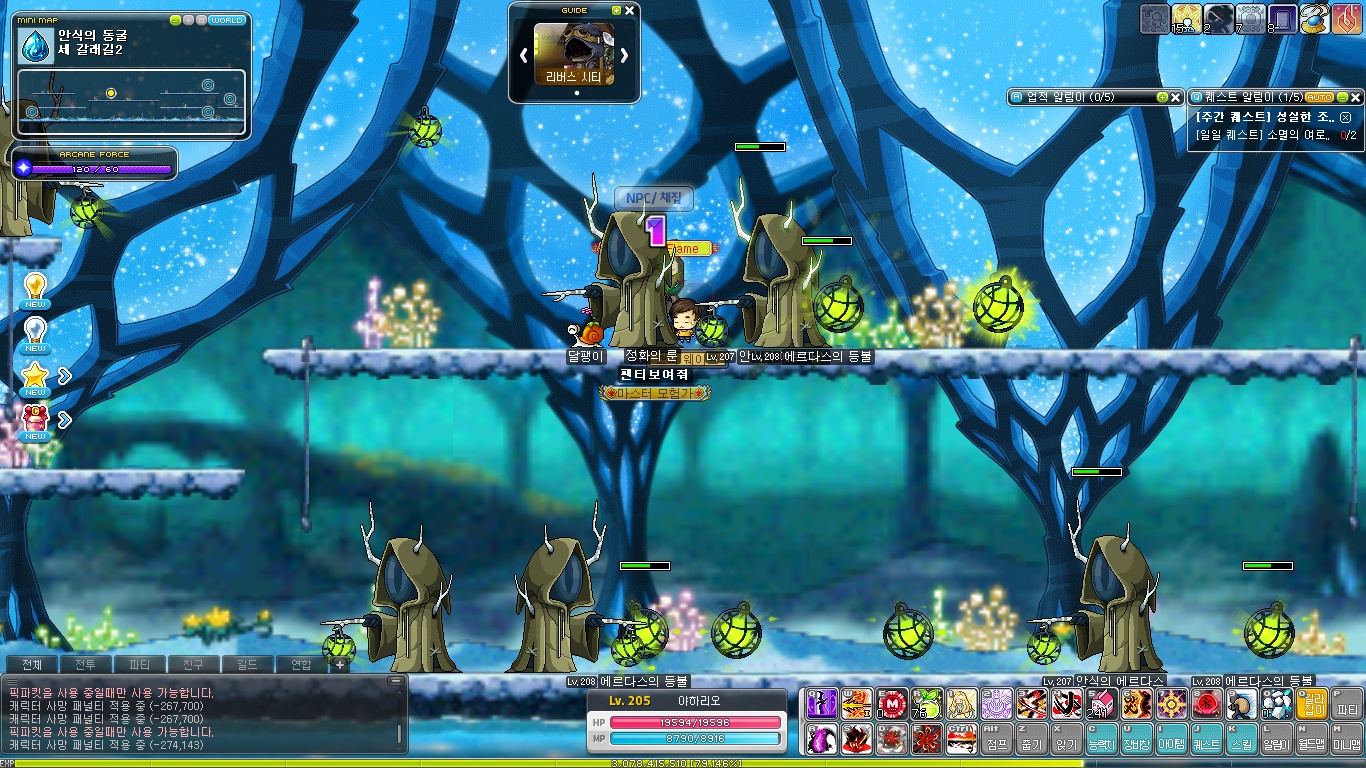 MINI MAP
WORLD
안식의 동굴
세 갈래길2
ARCANE FORCE
120 / 60
GUIDE
리버스 시티
업적 알림이 (0/5)
퀘스트 알림이 (1/5) AUTO
[주간 퀘스트] 성실한 조..
[일일 퀘스트] 소멸의 여로.. 0/2
NPC/채집
1
NEW
NEW
NEW
NEW
달팽이
정화의 룬
Lv.207 안
Lv.208 에르다스의 등불
팬티보여줘
마스터 모험가
Lv.208 에르다스의 등불
Lv.207 안식의 에르다스
Lv.208 에르다스의 등불
전체 전투 파티 친구 길드 연합 +
픽파킷을 사용 중일때만 사용 가능합니다.
캐릭터 사망 패널티 적용 중 (-267,700)
캐릭터 사망 패널티 적용 중 (-267,700)
픽파킷을 사용 중일때만 사용 가능합니다.
캐릭터 사망 패널티 적용 중 (-274,143)
Lv. 205 야하리오
HP 19594/19596
MP 8790/8916
파티
Ctrl Alt 점프 Z 줍기 X 앉기 능력치 장비창 I 아이템 퀘스트 K 스킬 알림이 월드맵 M 미니맵
EXP 3,078,415,510 [79.146%]